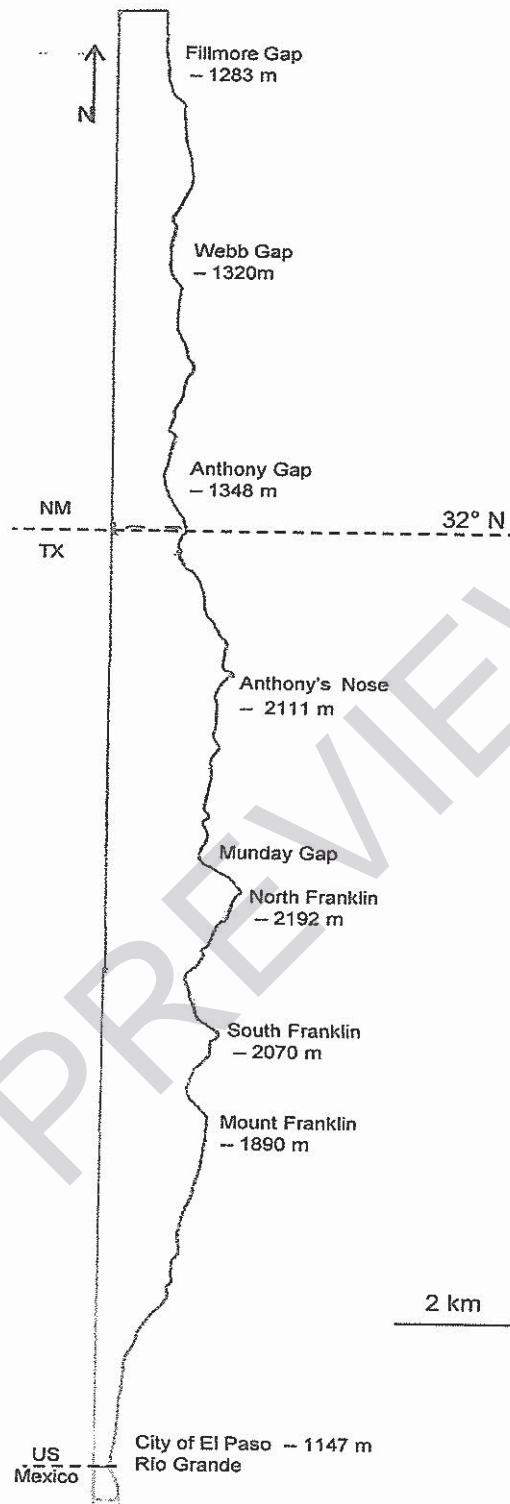 Fillmore Gap
– 1283 m
N
Webb Gap
– 1320m
Anthony Gap
– 1348 m
NM
32° N
TX
Anthony's Nose
– 2111 m
Munday Gap
North Franklin
– 2192 m
South Franklin
– 2070 m
Mount Franklin
– 1890 m
2 km
City of El Paso – 1147 m
US
Río Grande
Mexico
PREVIEW